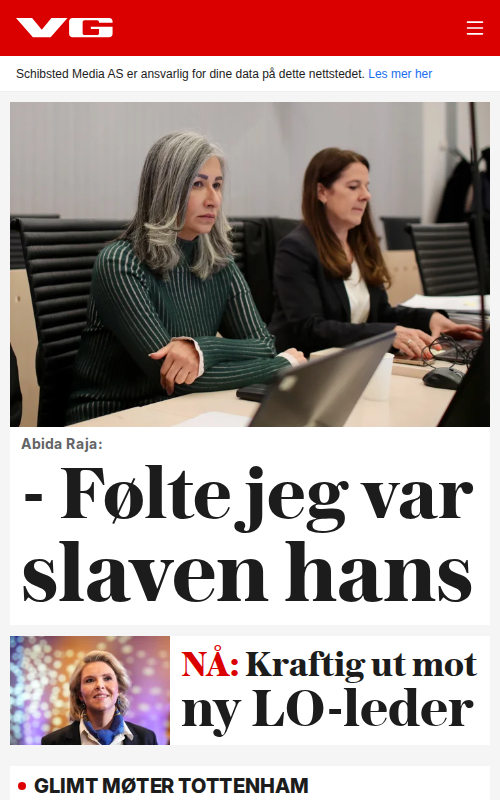 VG
Schibsted Media AS er ansvarlig for dine data på dette nettstedet. Les mer her
Abida Raja:
- Følte jeg var
slaven hans
NÅ: Kraftig ut mot
ny LO-leder
• GLIMT MØTER TOTTENHAM